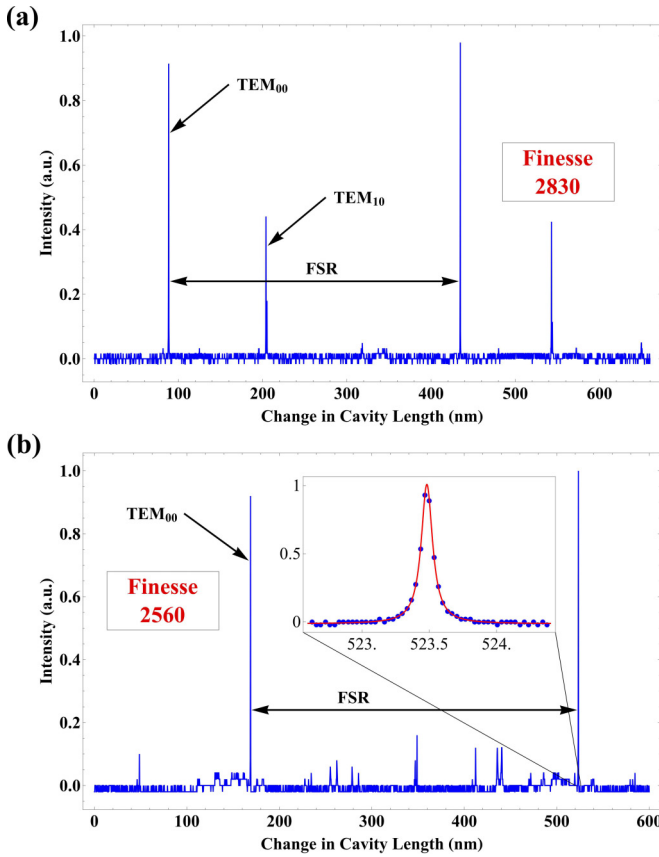 (a)
1.0
0.8
0.6
0.4
0.2
0.0
Intensity (a.u.)
TEM00
TEM10
Finesse
2830
FSR
0 100 200 300 400 500 600
Change in Cavity Length (nm)
(b)
1.0
0.8
0.6
0.4
0.2
0.0
Intensity (a.u.)
TEM00
Finesse
2560
1
0.5
0
523. 523.5 524.
FSR
0 100 200 300 400 500 600
Change in Cavity Length (nm)